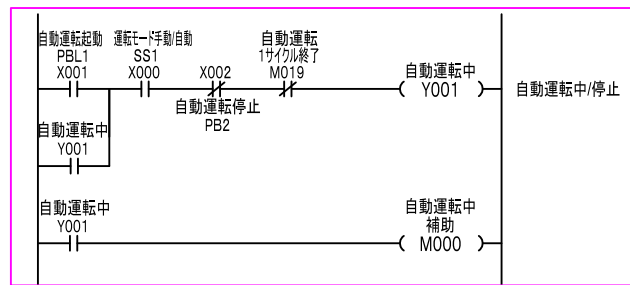 自動運転起動 運転モード手動/自動 自動運転
PBL1 SS1 1サイクル終了
X001 X000 X002 M019 自動運転中
Y001 自動運転中/停止
自動運転停止
PB2
自動運転中
Y001
自動運転中 自動運転中
Y001 補助
M000